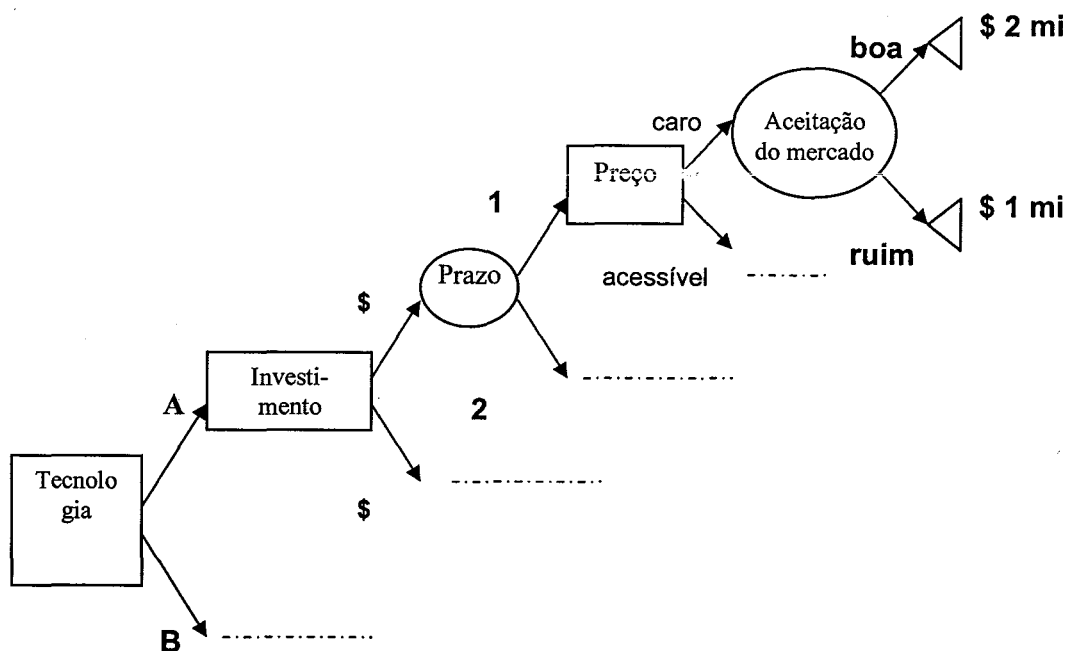 $ 2 mi
boa
caro
Aceitação
do mercado
Preço
1
$ 1 mi
ruim
acessível
Prazo
$
Investi-
mento
A
2
Tecnolo
gia
$
B